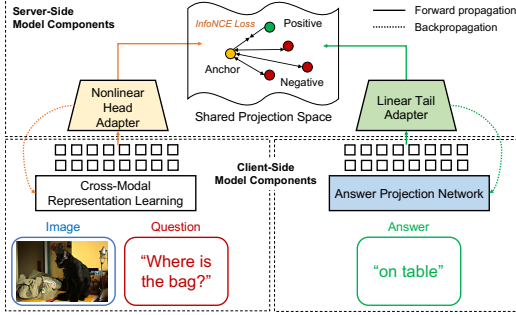 Server-Side
Model Components
InfoNCE Loss
Positive
Anchor
Negative
Shared Projection Space
Forward propagation
Backpropagation
Nonlinear
Head
Adapter
Linear Tail
Adapter
Client-Side
Model Components
Cross-Modal
Representation Learning
Answer Projection Network
Image
Question
Answer
“Where is
the bag?”
“on table”